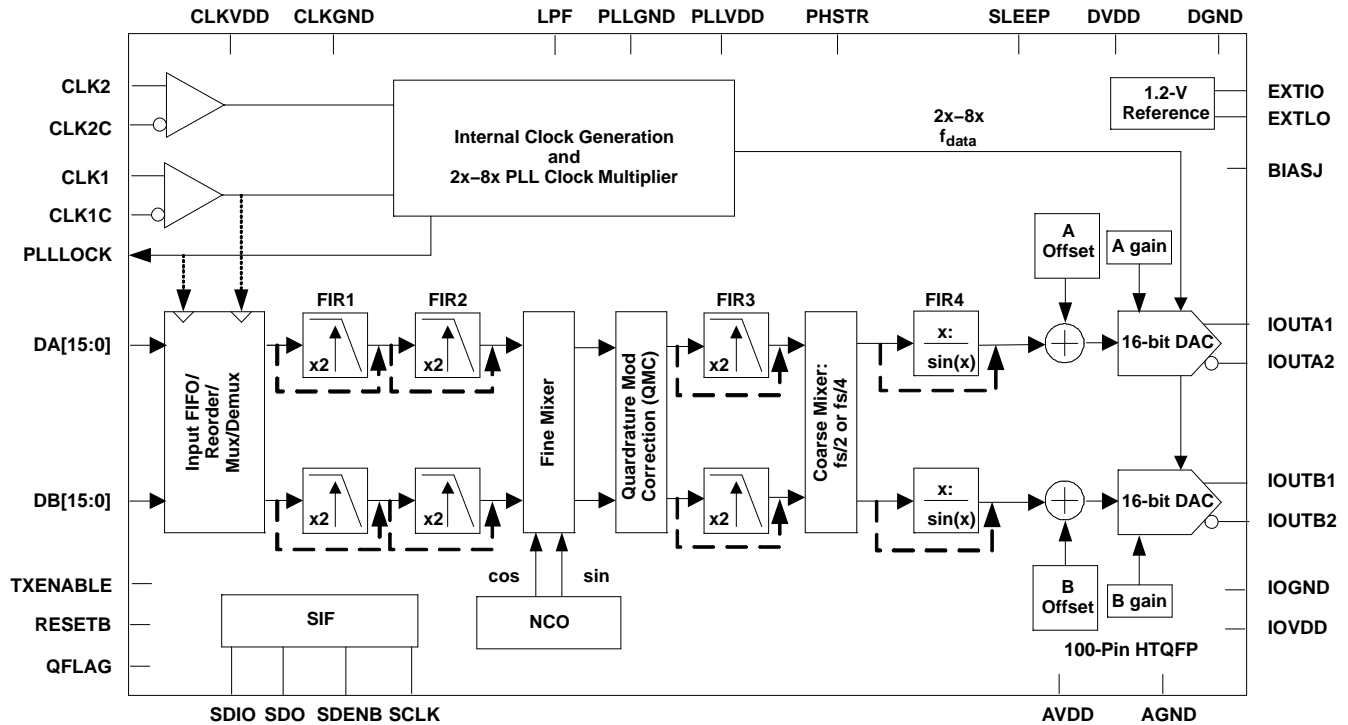 CLKVDD
CLKGND
LPF
PLLGND
PLLVDD
PHSTR
SLEEP
DVDD
DGND
CLK2
CLK2C
CLK1
CLK1C
PLLLOCK
Internal Clock Generation
and
2x–8x PLL Clock Multiplier
2x–8x
fdata
1.2-V
Reference
EXTIO
EXTLO
BIASJ
A
Offset
A gain
FIR1
FIR2
FIR3
FIR4
DA[15:0]
Input FIFO/
Reorder/
Mux/Demux
x2
x2
Fine Mixer
Quardrature Mod
Correction (QMC)
x2
Coarse Mixer:
fs/2 or fs/4
x:
sin(x)
16-bit DAC
IOUTA1
IOUTA2
DB[15:0]
x2
x2
x2
x:
sin(x)
16-bit DAC
IOUTB1
IOUTB2
cos
sin
NCO
B
Offset
B gain
TXENABLE
RESETB
QFLAG
SIF
IOGND
IOVDD
100-Pin HTQFP
SDIO
SDO
SDENB
SCLK
AVDD
AGND